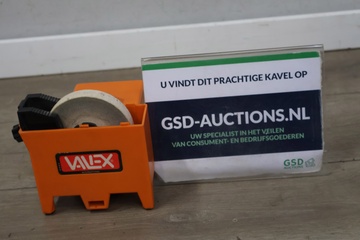 U VINDT DIT PRACHTIGE KAVEL OP
GSD-AUCTIONS.NL
UW SPECIALIST IN HET VEILEN
VAN CONSUMENT- EN BEDRIJFSGOEDEREN
GSD
VALEX